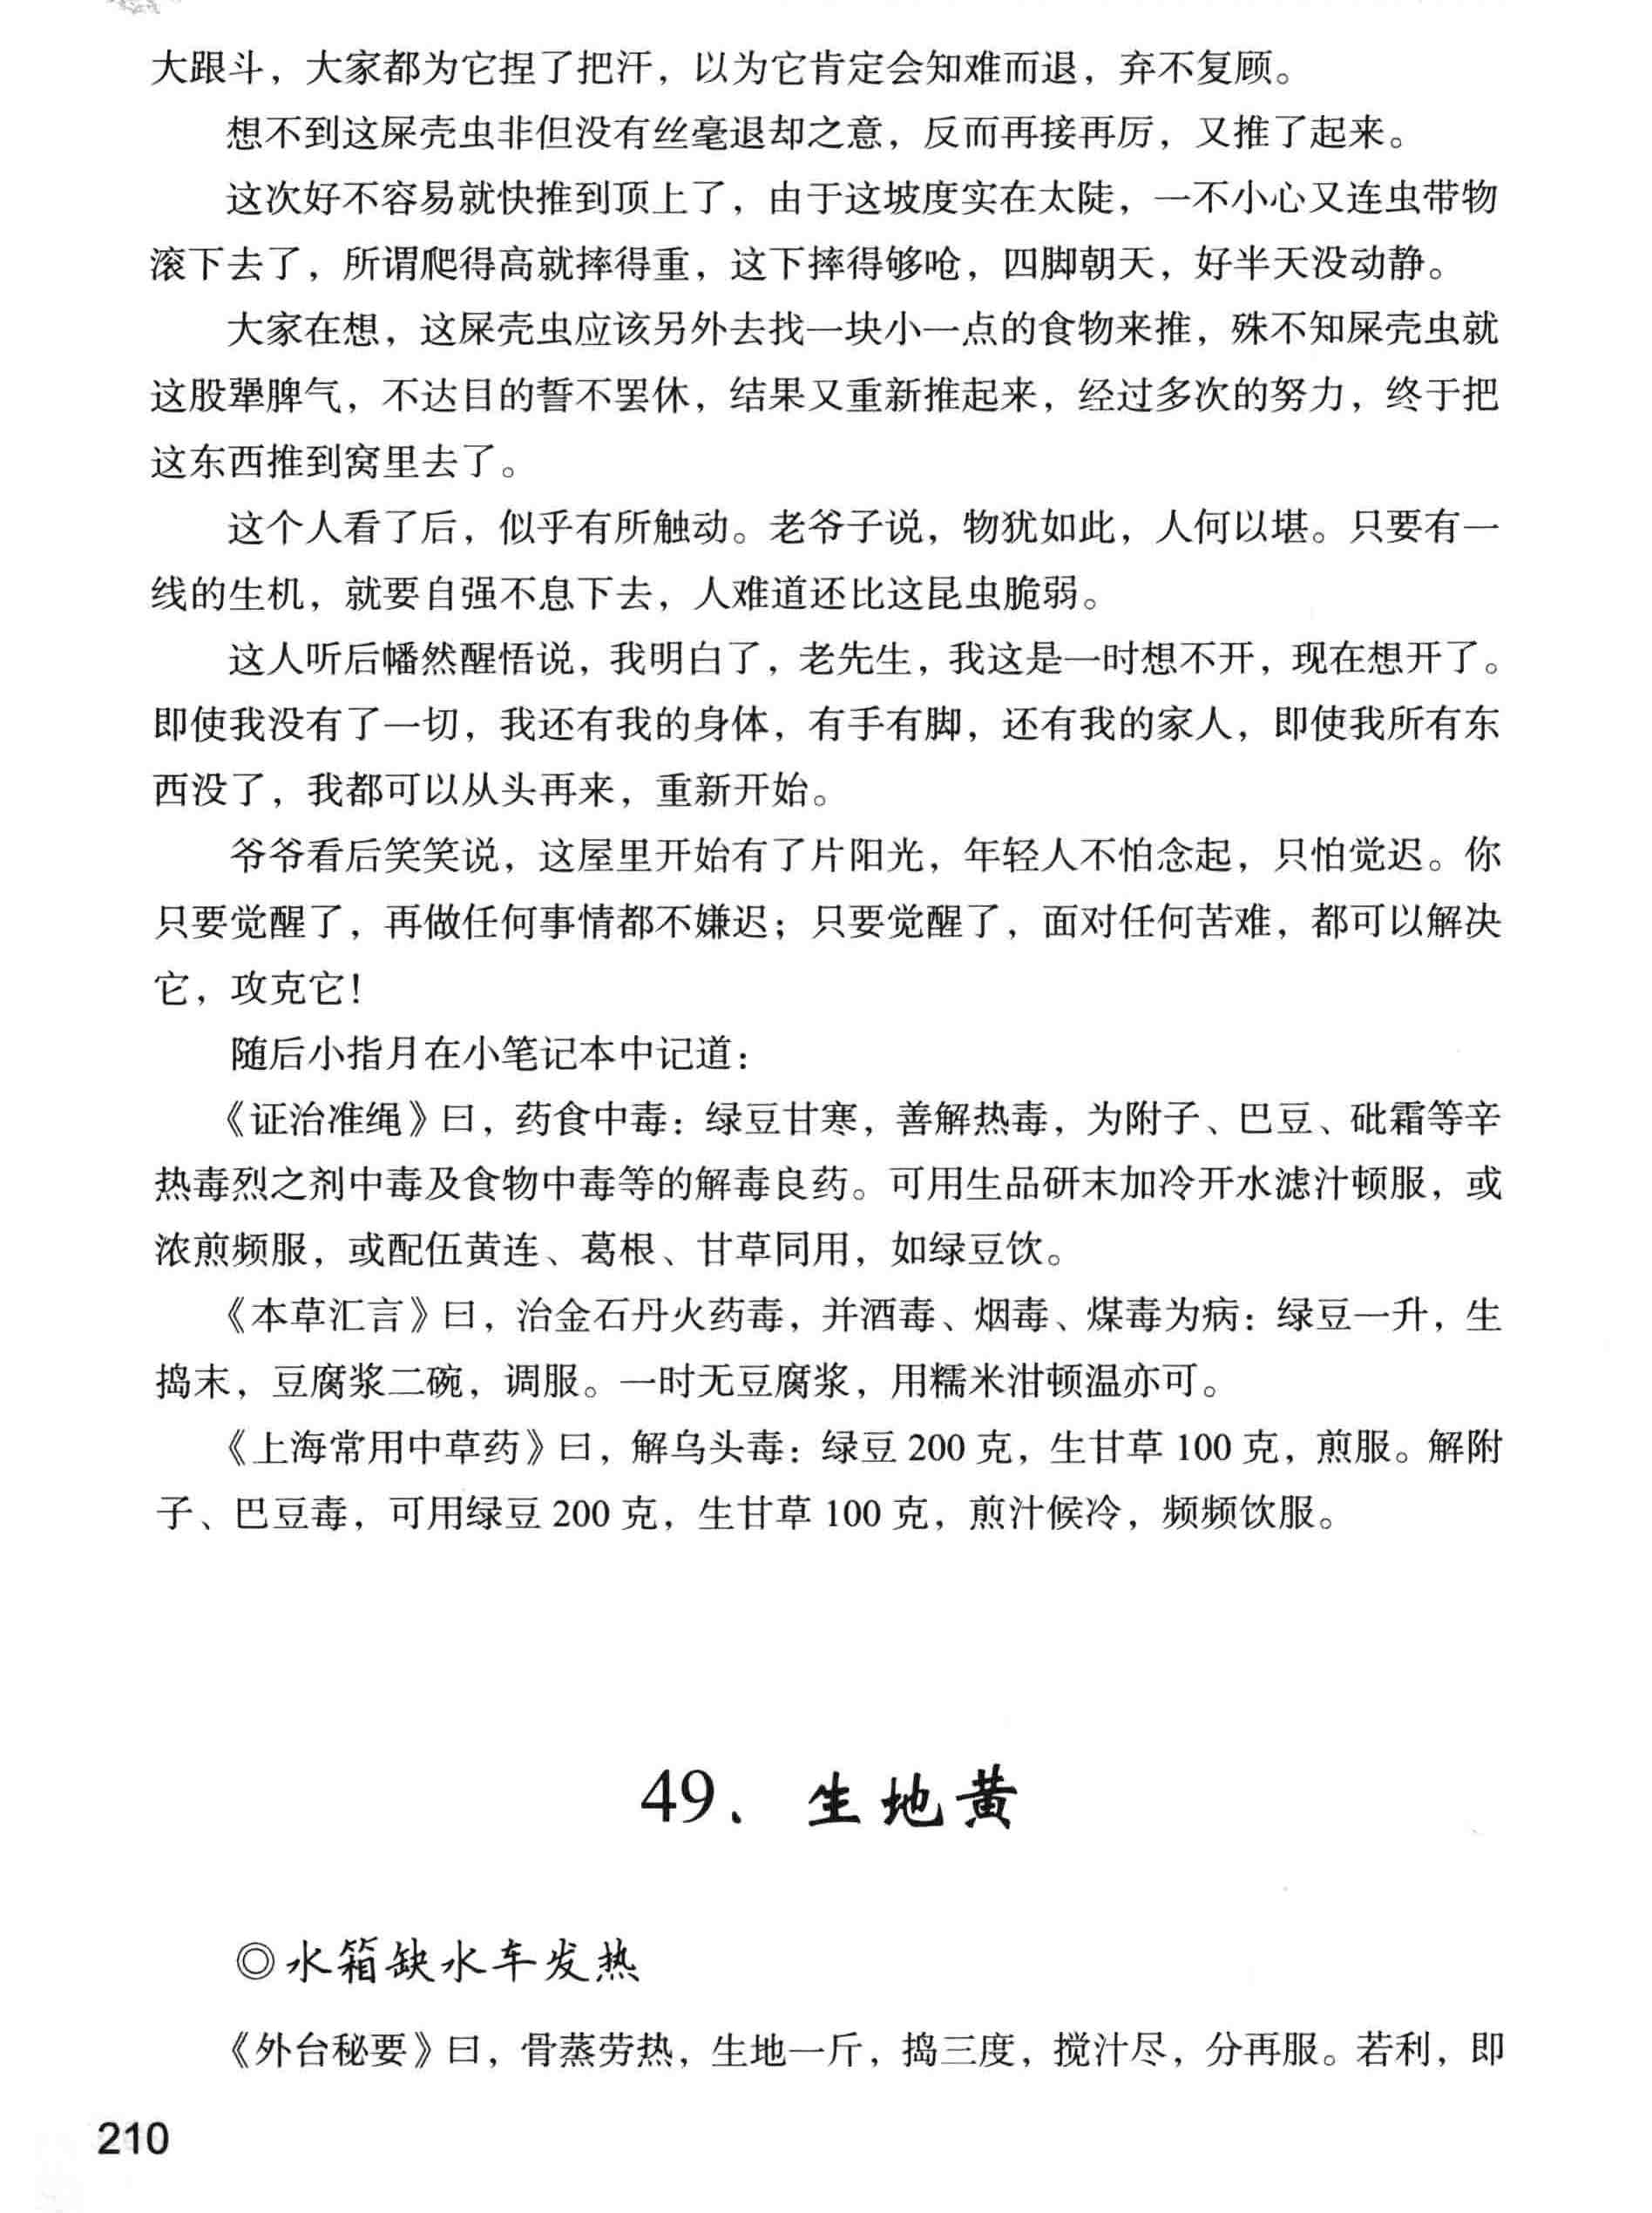 大跟斗，大家都为它捏了把汗，以为它肯定会知难而退，弃不复顾。
想不到这屎壳虫非但没有丝毫退却之意，反而再接再厉，又推了起来。
这次好不容易就快推到顶上了，由于这坡度实在太陡，一不小心又连虫带物
滚下去了，所谓爬得高就摔得重，这下摔得够呛，四脚朝天，好半天没动静。
大家在想，这屎壳虫应该另外去找一块小一点的食物来推，殊不知屎壳虫就
这股犟脾气，不达目的誓不罢休，结果又重新推起来，经过多次的努力，终于把
这东西推到窝里去了。
这个人看了后，似乎有所触动。老爷子说，物犹如此，人何以堪。只要有一
线的生机，就要自强不息下去，人难道还比这昆虫脆弱。
这人听后幡然醒悟说，我明白了，老先生，我这是一时想不开，现在想开了。
即使我没有了一切，我还有我的身体，有手有脚，还有我的家人，即使我所有东
西没了，我都可以从头再来，重新开始。
爷爷看后笑笑说，这屋里开始有了片阳光，年轻人不怕念起，只怕觉迟。你
只要觉醒了，再做任何事情都不嫌迟；只要觉醒了，面对任何苦难，都可以解决
它，攻克它！
随后小指月在小笔记本中记道：
《证治准绳》曰，药食中毒：绿豆甘寒，善解热毒，为附子、巴豆、砒霜等辛
热毒烈之剂中毒及食物中毒等的解毒良药。可用生品研末加冷开水滤汁顿服，或
浓煎频服，或配伍黄连、葛根、甘草同用，如绿豆饮。
《本草汇言》曰，治金石丹火药毒，并酒毒、烟毒、煤毒为病：绿豆一升，生
捣末，豆腐浆二碗，调服。一时无豆腐浆，用糯米泔顿温亦可。
《上海常用中草药》曰，解乌头毒：绿豆 200 克，生甘草 100 克，煎服。解附
子、巴豆毒，可用绿豆 200 克，生甘草 100 克，煎汁候冷，频频饮服。
49、生地黄
◎水箱缺水车发热
《外台秘要》曰，骨蒸劳热，生地一斤，捣三度，搅汁尽，分再服。若利，即
210